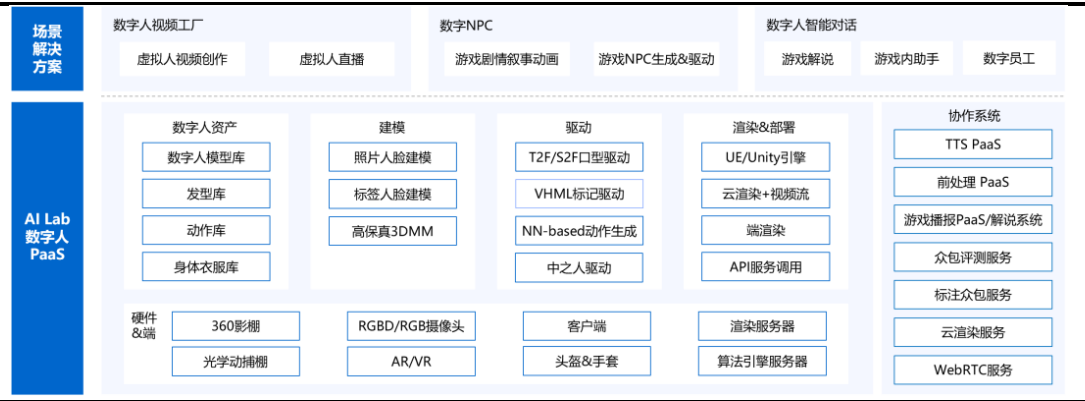 场景
解决
方案
数字人视频工厂
虚拟人视频创作
虚拟人直播
数字NPC
游戏剧情叙事动画
游戏NPC生成&驱动
数字人智能对话
游戏解说
游戏内助手
数字员工
AI Lab
数字人
PaaS
数字人资产
数字人模型库
发型库
动作库
身体衣服库
建模
照片人脸建模
标签人脸建模
高保真3DMM
驱动
T2F/S2F口型驱动
VHML标记驱动
NN-based动作生成
中之人驱动
渲染&部署
UE/Unity引擎
云渲染+视频流
端渲染
API服务调用
硬件
&端
360影棚
RGBD/RGB摄像头
客户端
渲染服务器
光学动捕棚
AR/VR
头盔&手套
算法引擎服务器
协作系统
TTS PaaS
前处理 PaaS
游戏播报PaaS/解说系统
众包评测服务
标注众包服务
云渲染服务
WebRTC服务